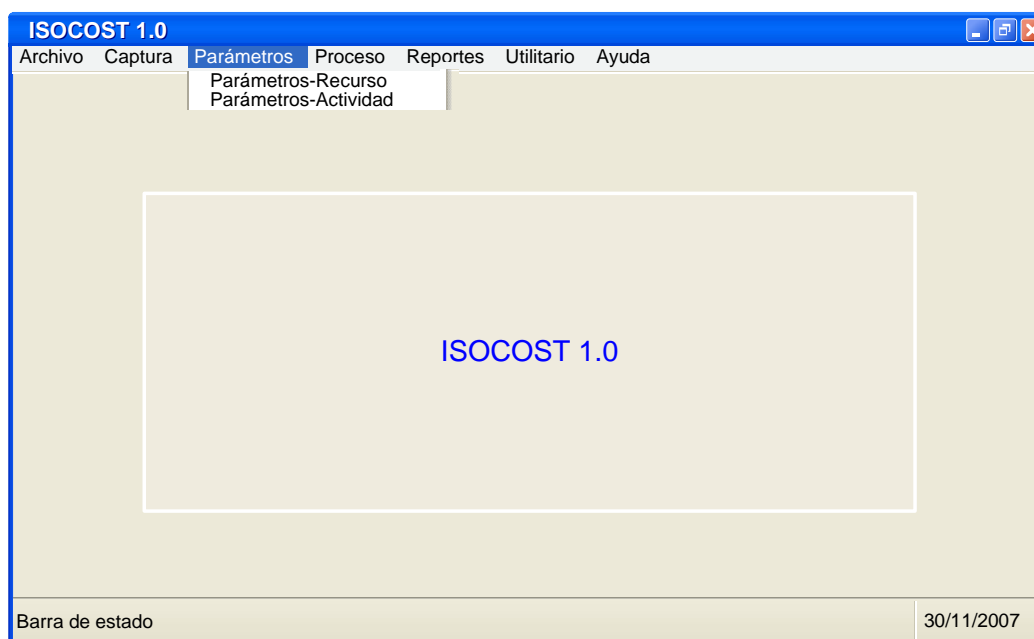 ISOCOST 1.0
Archivo Captura Parámetros Proceso Reportes Utilitario Ayuda
Parámetros-Recurso
Parámetros-Actividad
ISOCOST 1.0
Barra de estado 30/11/2007